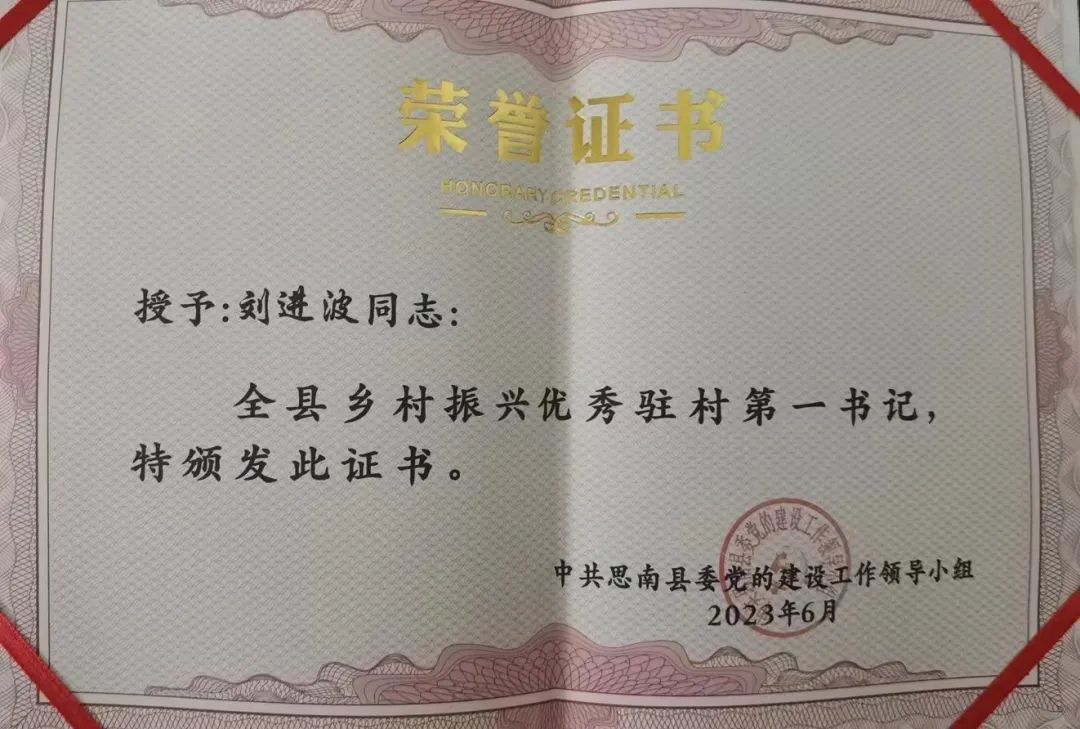 荣誉证书
HONORARY CREDENTIAL
授予:刘进波同志:
全县乡村振兴优秀驻村第一书记,
特颁发此证书。
中共思南县委党的建设工作领导小组
2023年6月